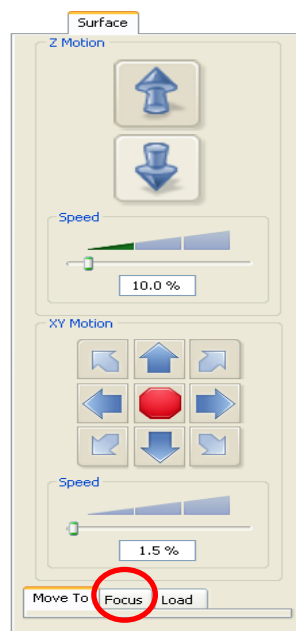 Surface
Z Motion
Speed
10.0 %
XY Motion
Speed
1.5 %
Move To Focus Load